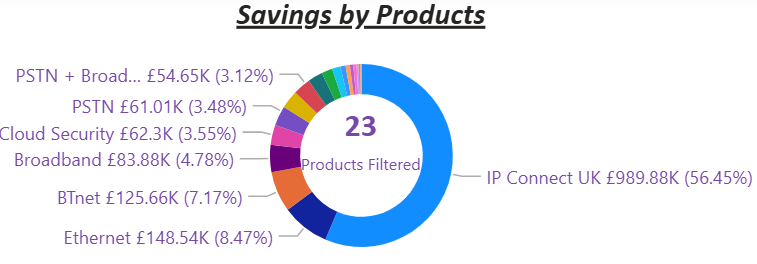 Savings by Products
PSTN + Broad... £54.65K (3.12%)
PSTN £61.01K (3.48%)
Cloud Security £62.3K (3.55%)
Broadband £83.88K (4.78%)
BTnet £125.66K (7.17%)
Ethernet £148.54K (8.47%)
23
Products Filtered
IP Connect UK £989.88K (56.45%)